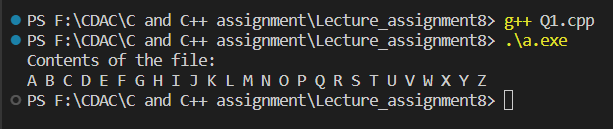 PS F:\CDAC\C and C++ assignment\Lecture_assignment8> g++ Q1.cpp
PS F:\CDAC\C and C++ assignment\Lecture_assignment8> .\a.exe
Contents of the file:
A B C D E F G H I J K L M N O P Q R S T U V W X Y Z
PS F:\CDAC\C and C++ assignment\Lecture_assignment8>